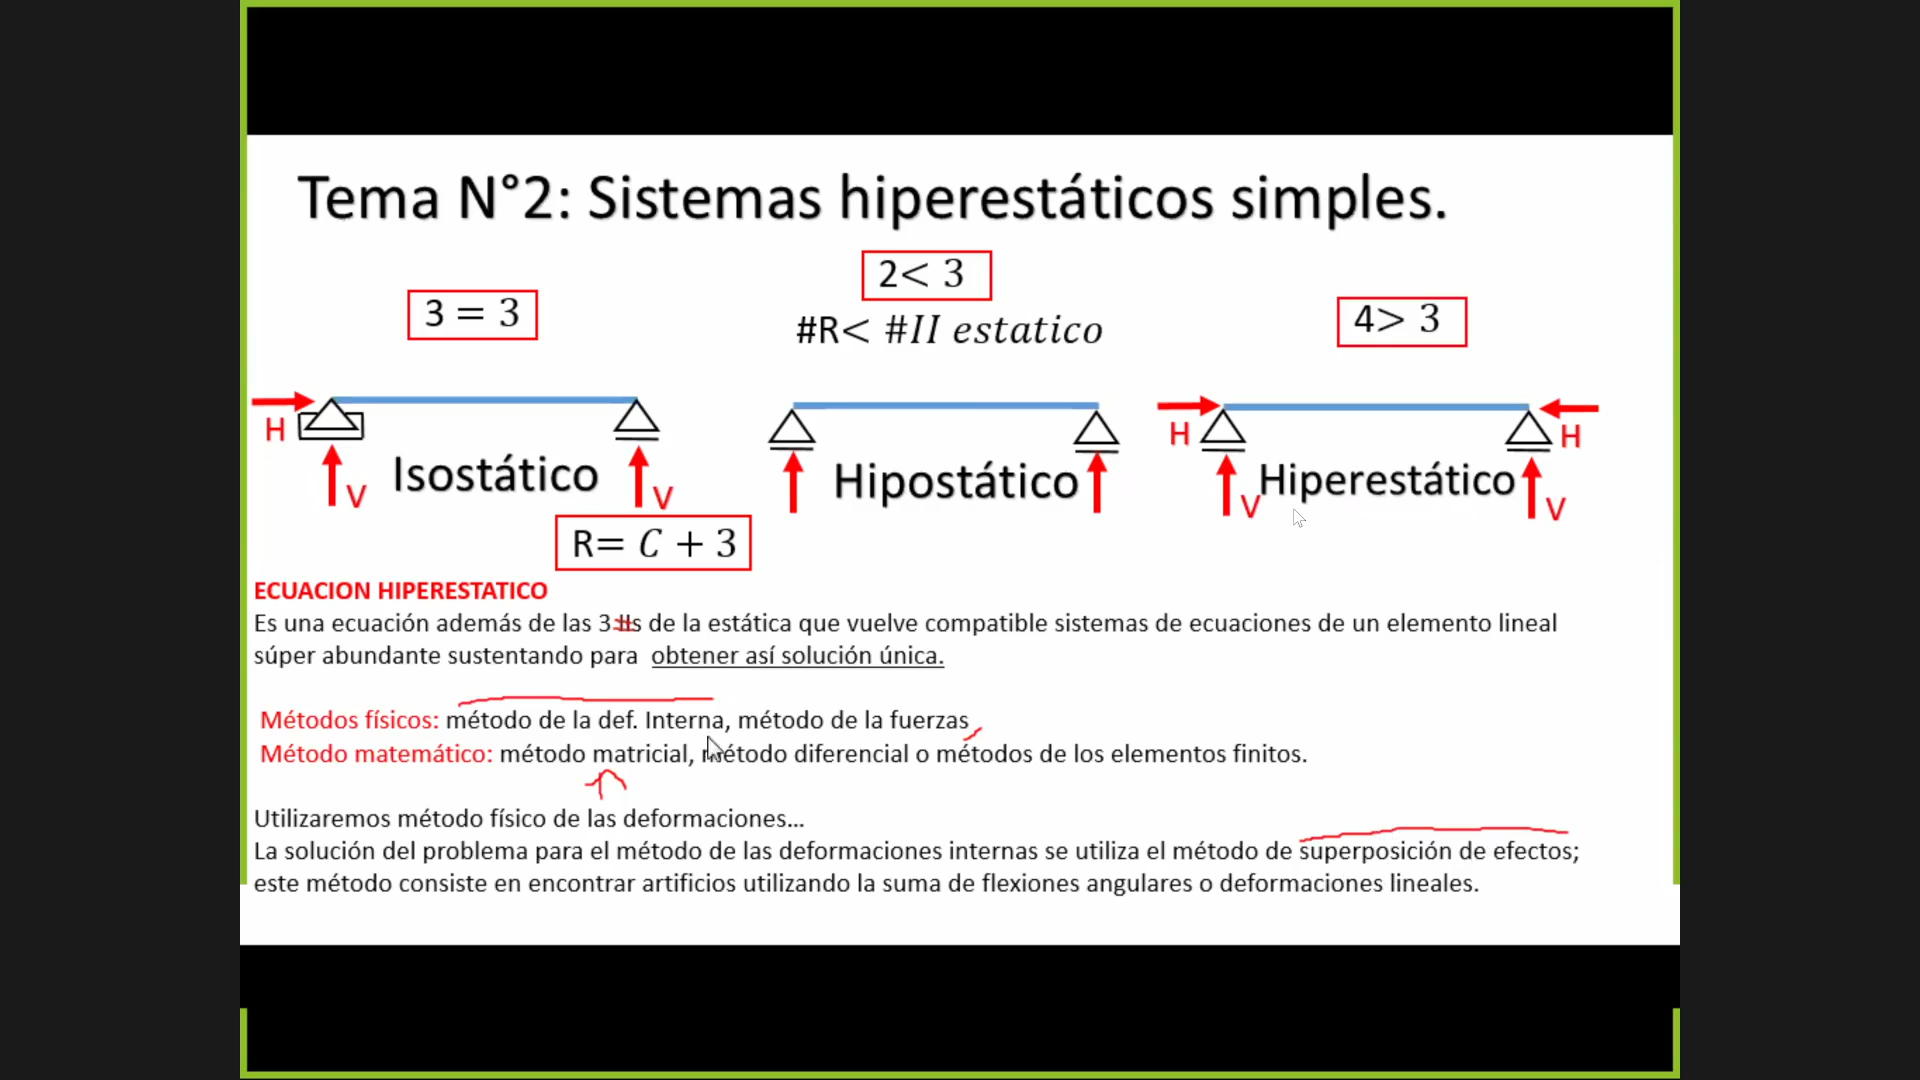 Tema N°2: Sistemas hiperestáticos simples.
2< 3
3 = 3
4> 3
#R< #II estatico
H
H
H
Isostático
Hipostático
Hiperestático
V
V
V
V
R= C + 3
ECUACION HIPERESTATICO
Es una ecuación además de las 3 IIs de la estática que vuelve compatible sistemas de ecuaciones de un elemento lineal
súper abundante sustentando para obtener así solución única.
Métodos físicos: método de la def. Interna, método de la fuerzas
Método matemático: método matricial, método diferencial o métodos de los elementos finitos.
Utilizaremos método físico de las deformaciones...
La solución del problema para el método de las deformaciones internas se utiliza el método de superposición de efectos;
este método consiste en encontrar artificios utilizando la suma de flexiones angulares o deformaciones lineales.